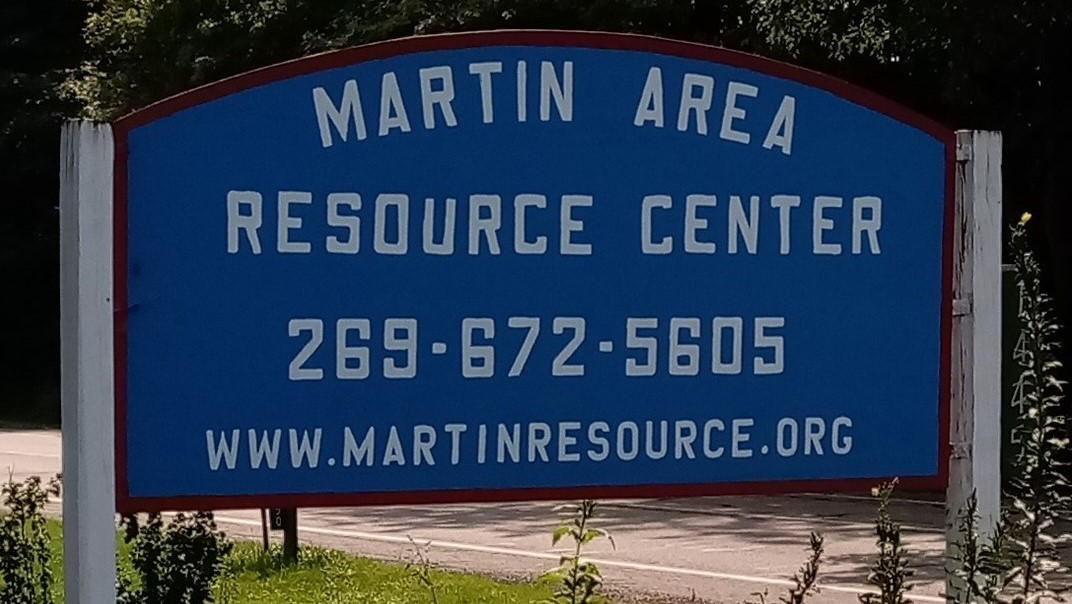 MARTIN AREA
RESOURCE CENTER
269-672-5605
WWW.MARTINRESOURCE.ORG